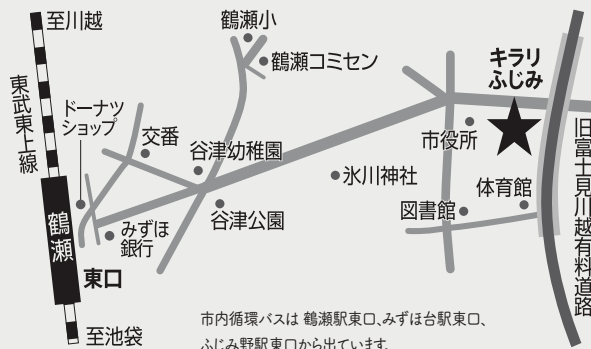 至川越
東武東上線
ドーナツ
ショップ
交番
鶴瀬小
鶴瀬コミセン
谷津幼稚園
谷津公園
氷川神社
みずほ
銀行
鶴瀬
東口
至池袋
キラリ
ふじみ
市役所
図書館
体育館
旧富士見川越有料道路
市内循環バスは 鶴瀬駅東口、みずほ台駅東口、
ふじみ野駅東口から出ています。